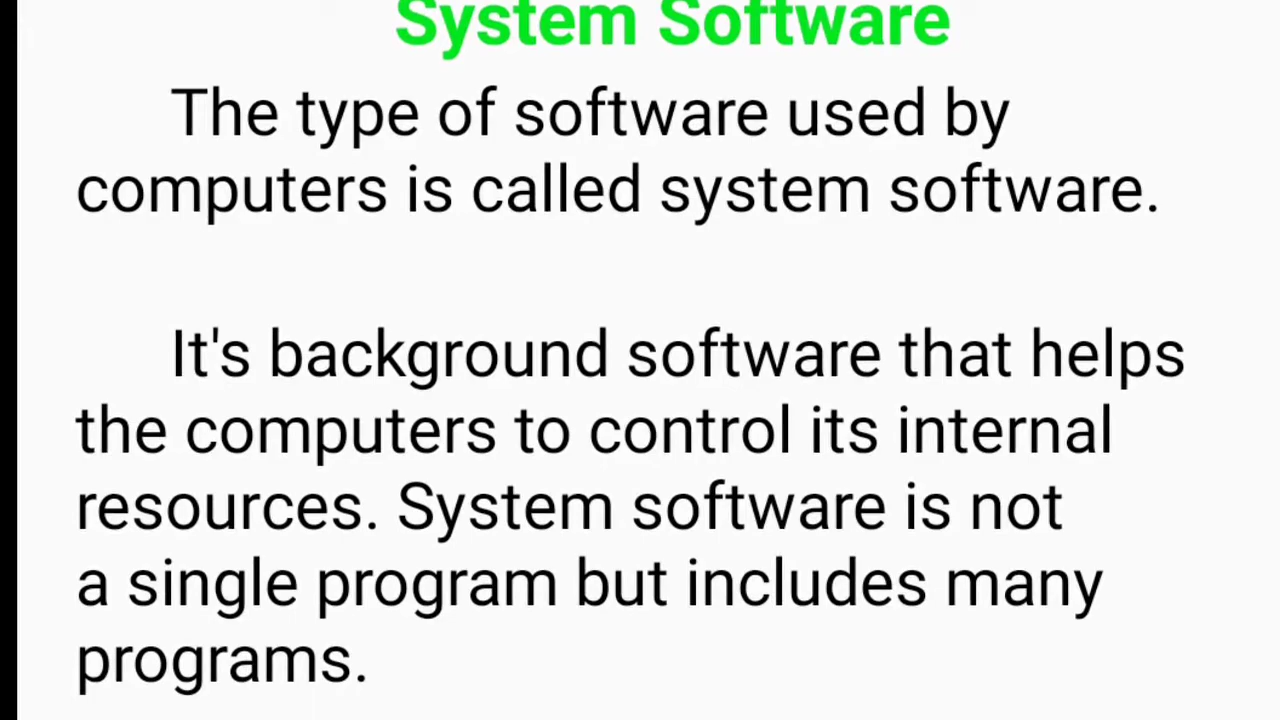 System Software
The type of software used by
computers is called system software.
It's background software that helps
the computers to control its internal
resources. System software is not
a single program but includes many
programs.